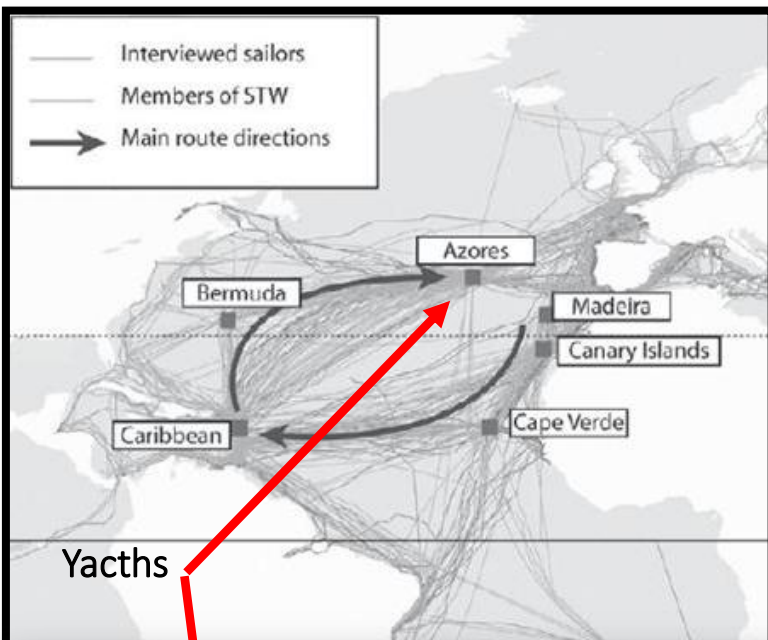 Interviewed sailors
Members of STW
Main route directions
Azores
Bermuda
Madeira
Canary Islands
Caribbean
Cape Verde
Yacths